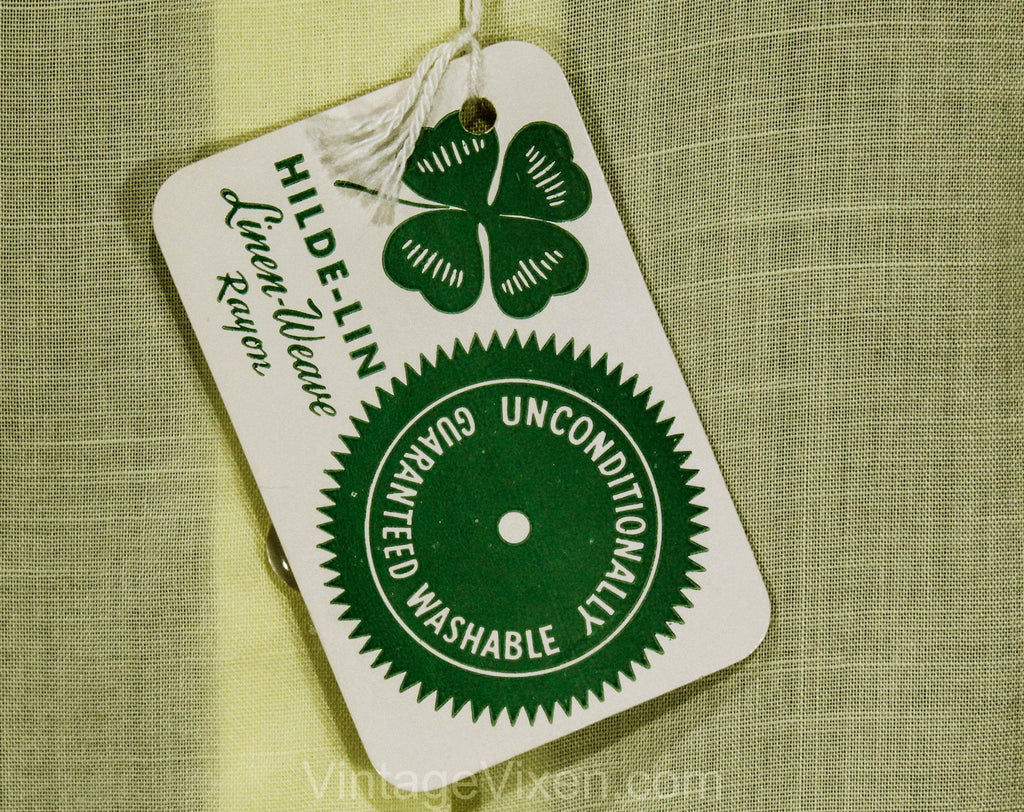 HILDE-LIN
Linen-Weave
Rayon
UNCONDITIONALLY
GUARANTEED WASHABLE
VintageVixen.com